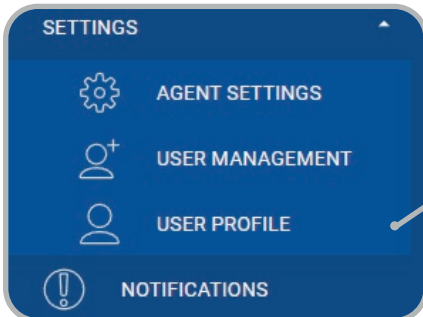 SETTINGS
AGENT SETTINGS
USER MANAGEMENT
USER PROFILE
NOTIFICATIONS